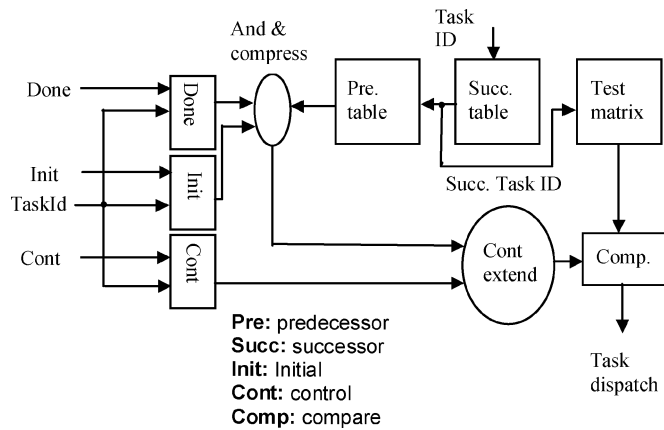 Task
ID
And &
compress
Done
Done
Pre.
table
Succ.
table
Test
matrix
Init
Init
TaskId
Succ. Task ID
Cont
Cont
Cont
extend
Comp.
Pre: predecessor
Succ: successor
Init: Initial
Cont: control
Comp: compare
Task
dispatch